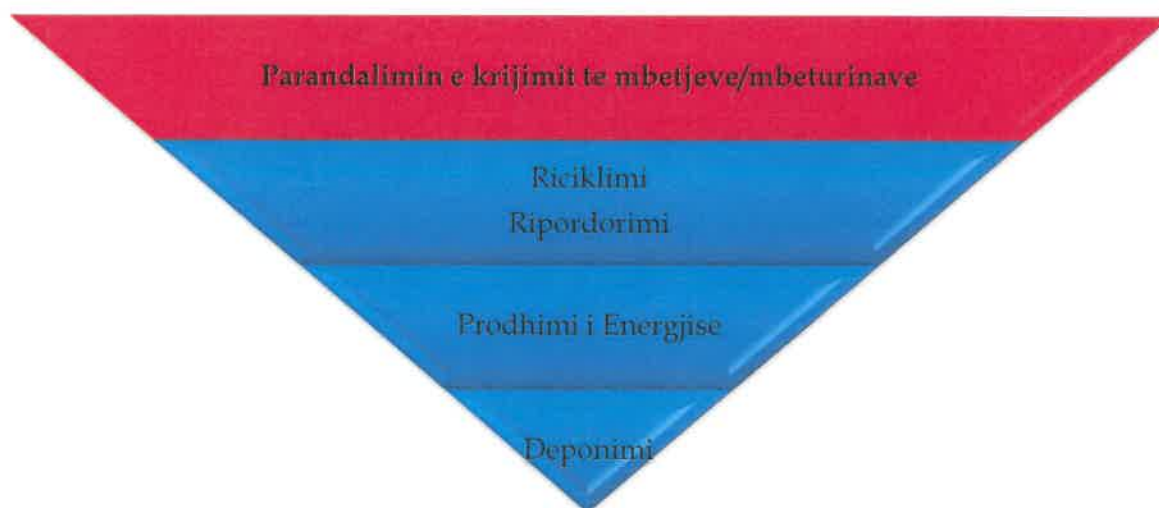 Parandalimin e krijimit te mbetjeve/mbeturinave
Riciklimi
Ripordorimi
Prodhimi i Energjise
Deponimi